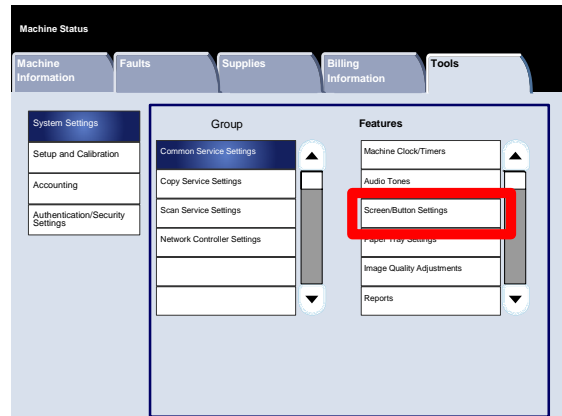 Machine Status
Machine
Information
Faults
Supplies
Billing
Information
Tools
System Settings
Setup and Calibration
Accounting
Authentication/Security
Settings
Group
Common Service Settings
Copy Service Settings
Scan Service Settings
Network Controller Settings
Features
Machine Clock/Timers
Audio Tones
Screen/Button Settings
Paper Tray Settings
Image Quality Adjustments
Reports